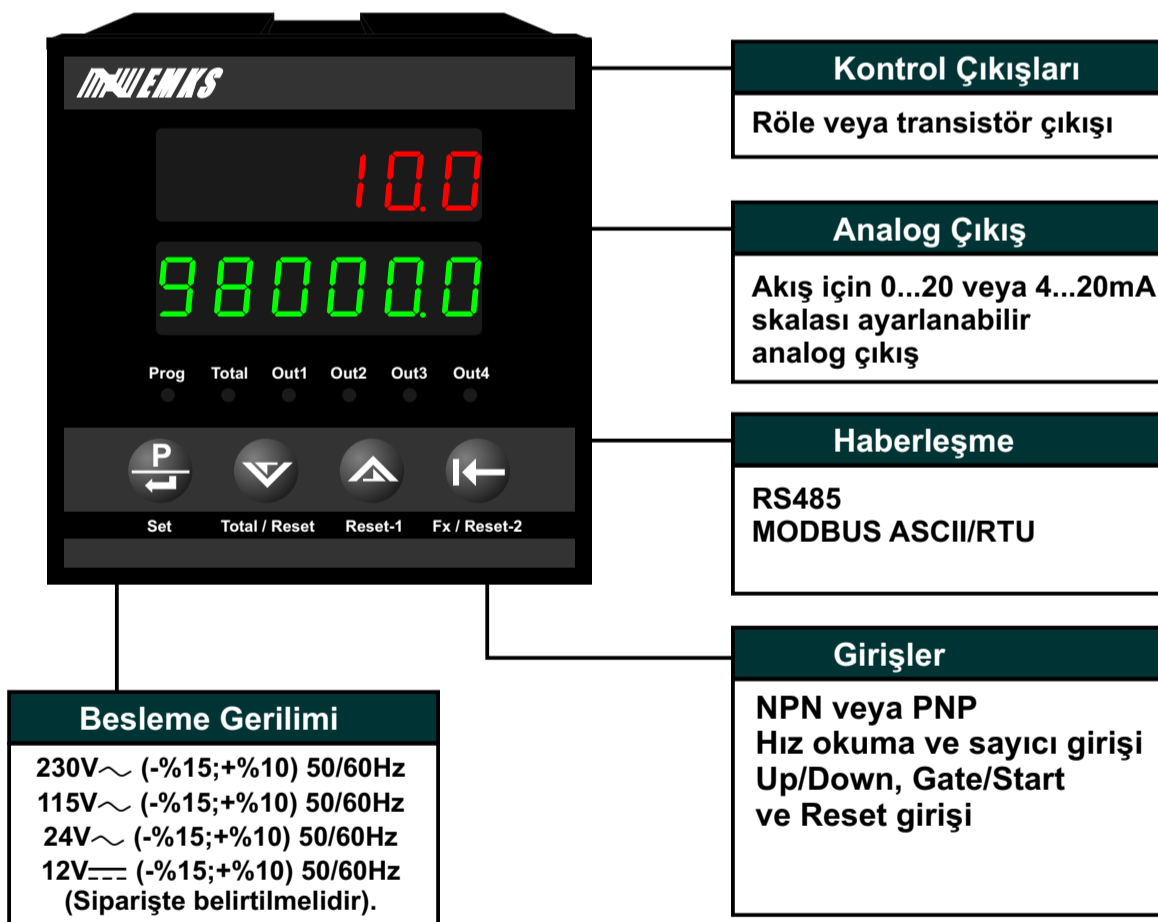 EMKS
10.0
98000.0
Prog Total Out1 Out2 Out3 Out4
P
Set Total / Reset Reset-1 Fx / Reset-2
Kontrol Çıkışları
Röle veya transistör çıkışı
Analog Çıkış
Akış için 0...20 veya 4...20mA
skalası ayarlanabilir
analog çıkış
Haberleşme
RS485
MODBUS ASCII/RTU
Girişler
NPN veya PNP
Hız okuma ve sayıcı girişi
Up/Down, Gate/Start
ve Reset girişi
Besleme Gerilimi
230V～ (-%15;+%10) 50/60Hz
115V～ (-%15;+%10) 50/60Hz
24V～ (-%15;+%10) 50/60Hz
12V⎓ (-%15;+%10) 50/60Hz
(Siparişte belirtilmelidir).